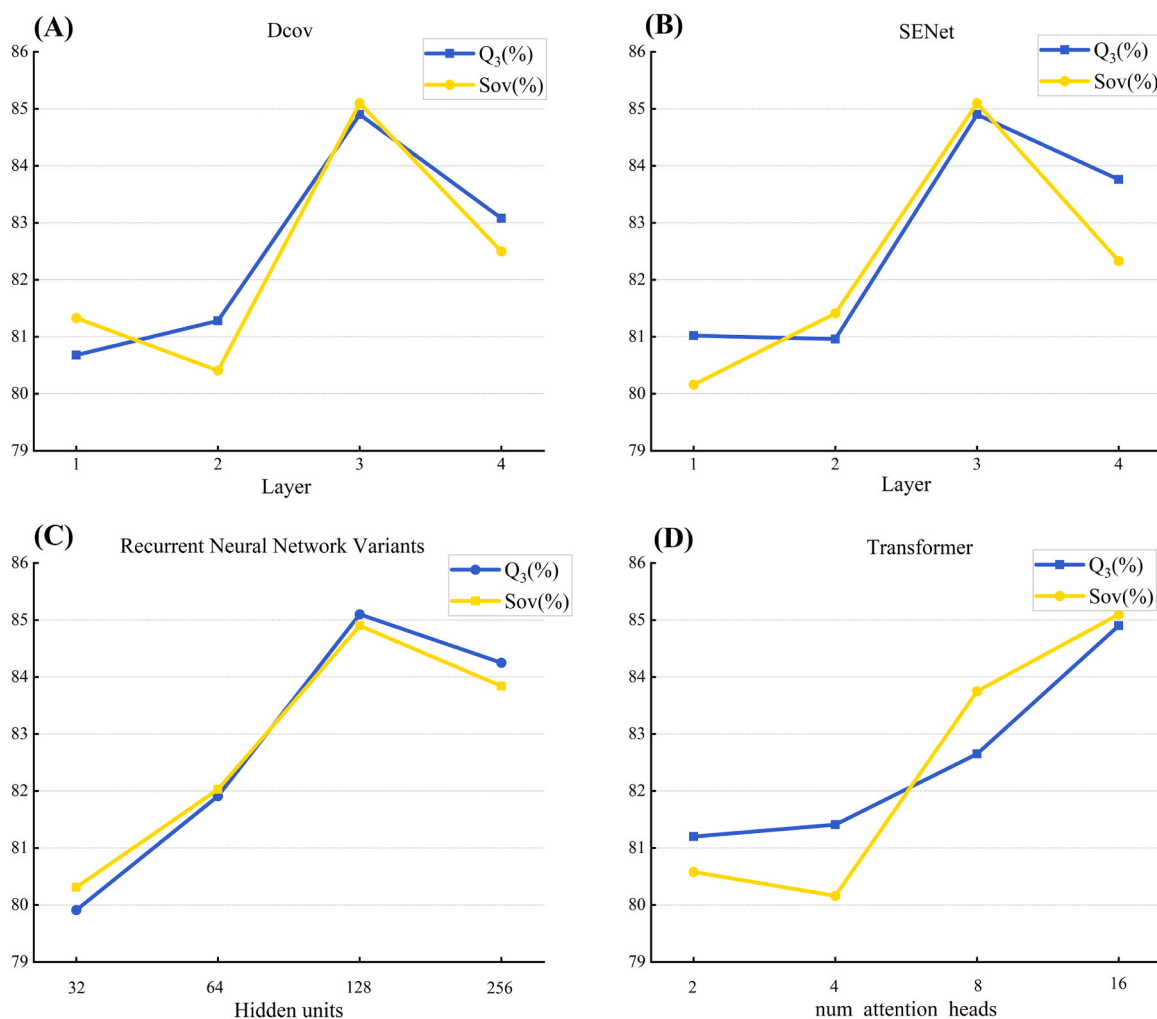 (A)
Dcov
Q₃(%)
Sov(%)
86
85
84
83
82
81
80
79
1 2 3 4
Layer
(B)
SENet
Q₃(%)
Sov(%)
86
85
84
83
82
81
80
79
1 2 3 4
Layer
(C)
Recurrent Neural Network Variants
Q₃(%)
Sov(%)
86
85
84
83
82
81
80
79
32 64 128 256
Hidden units
(D)
Transformer
Q₃(%)
Sov(%)
86
85
84
83
82
81
80
79
2 4 8 16
num attention heads